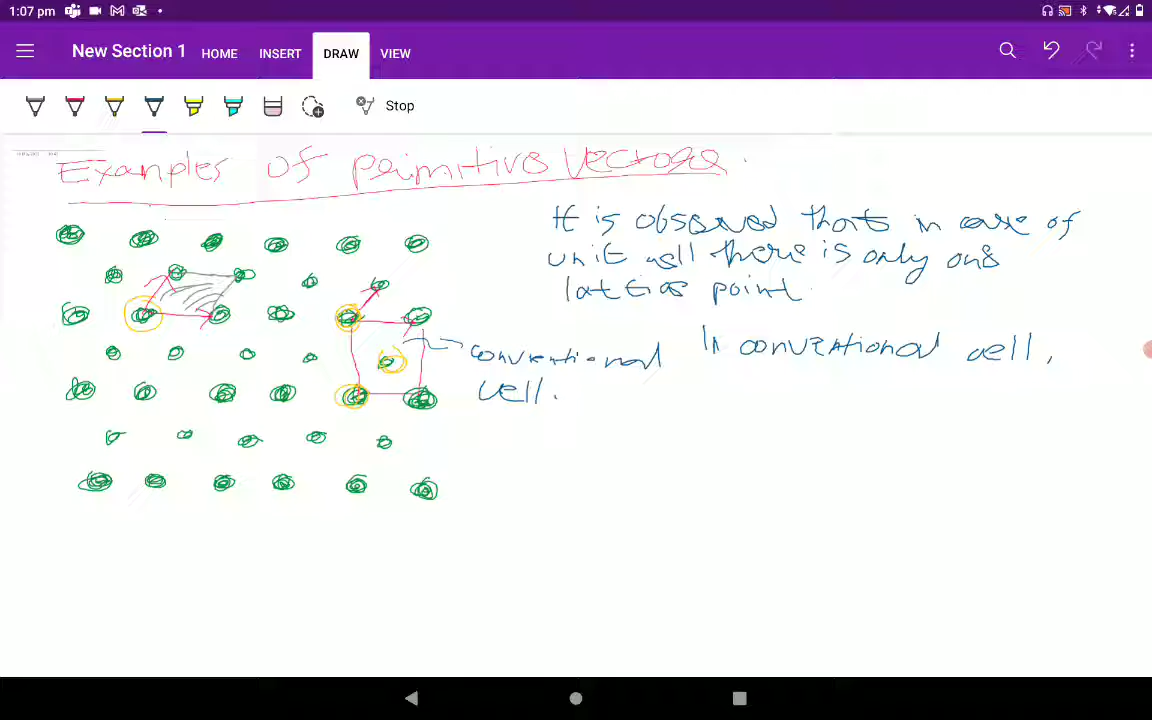 1:07 pm
New Section 1 HOME INSERT DRAW VIEW
Stop
Examples of primitive vectors.
It is observed that in case of
unit cell there is only one
lattice point.
In conventional cell,
conventional
cell.